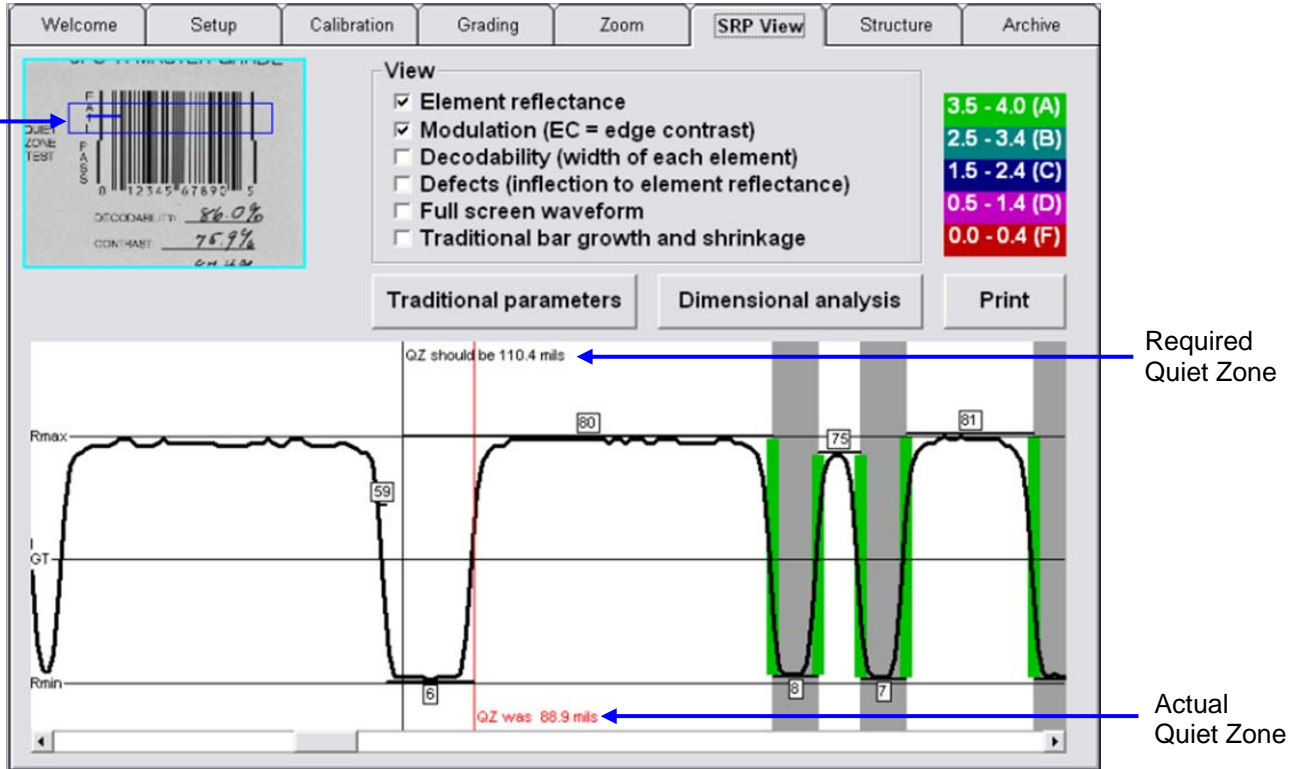 Welcome
Setup
Calibration
Grading
Zoom
SRP View
Structure
Archive
QUIET
ZONE
TEST
FAIL
PASS
0 12345 67890 5
DECODABILITY: 86.0%
CONTRAST 75.9%
View
Element reflectance
Modulation (EC = edge contrast)
Decodability (width of each element)
Defects (inflection to element reflectance)
Full screen waveform
Traditional bar growth and shrinkage
3.5 - 4.0 (A)
2.5 - 3.4 (B)
1.5 - 2.4 (C)
0.5 - 1.4 (D)
0.0 - 0.4 (F)
Traditional parameters
Dimensional analysis
Print
QZ should be 110.4 mils
Required
Quiet Zone
Rmax
80
75
81
59
GT
Rmin
6
8
7
QZ was 88.9 mils
Actual
Quiet Zone